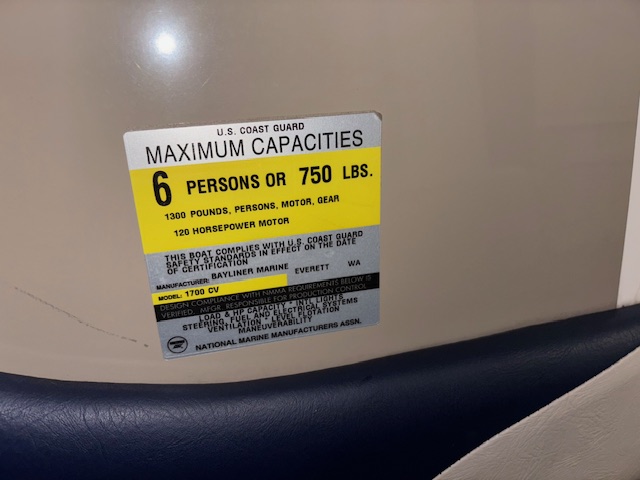 U.S. COAST GUARD
MAXIMUM CAPACITIES
6 PERSONS OR 750 LBS.
1300 POUNDS, PERSONS, MOTOR, GEAR
120 HORSEPOWER MOTOR
THIS BOAT COMPLIES WITH U.S. COAST GUARD
SAFETY STANDARDS IN EFFECT ON THE DATE
OF CERTIFICATION
MANUFACTURER: BAYLINER MARINE EVERETT WA
MODEL: 1700 CV
DESIGN COMPLIANCE WITH NMMA REQUIREMENTS BELOW IS
VERIFIED. MFGR. RESPONSIBLE FOR PRODUCTION CONTROL
LOAD & HP CAPACITY • INT'L LIGHTS
STEERING, FUEL AND ELECTRICAL SYSTEMS
VENTILATION • LEVEL FLOTATION
MANEUVERABILITY
NATIONAL MARINE MANUFACTURERS ASSN.